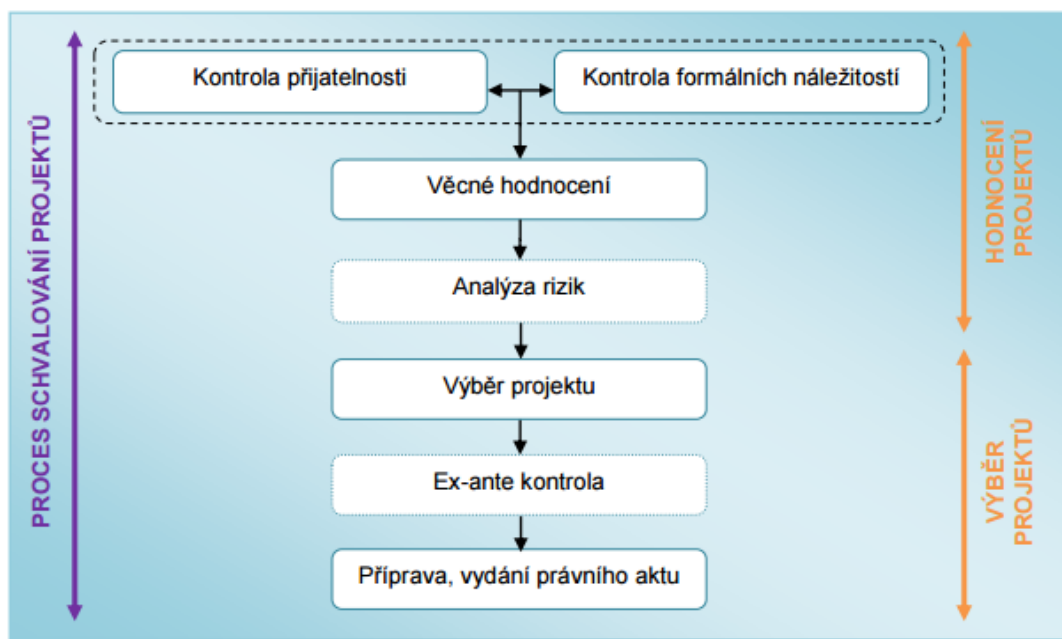 PROCES SCHVALOVÁNÍ PROJEKTŮ
Kontrola přijatelnosti
Kontrola formálních náležitostí
Věcné hodnocení
Analýza rizik
Výběr projektu
Ex-ante kontrola
Příprava, vydání právního aktu
HODNOCENÍ
PROJEKTŮ
VÝBĚR
PROJEKTŮ